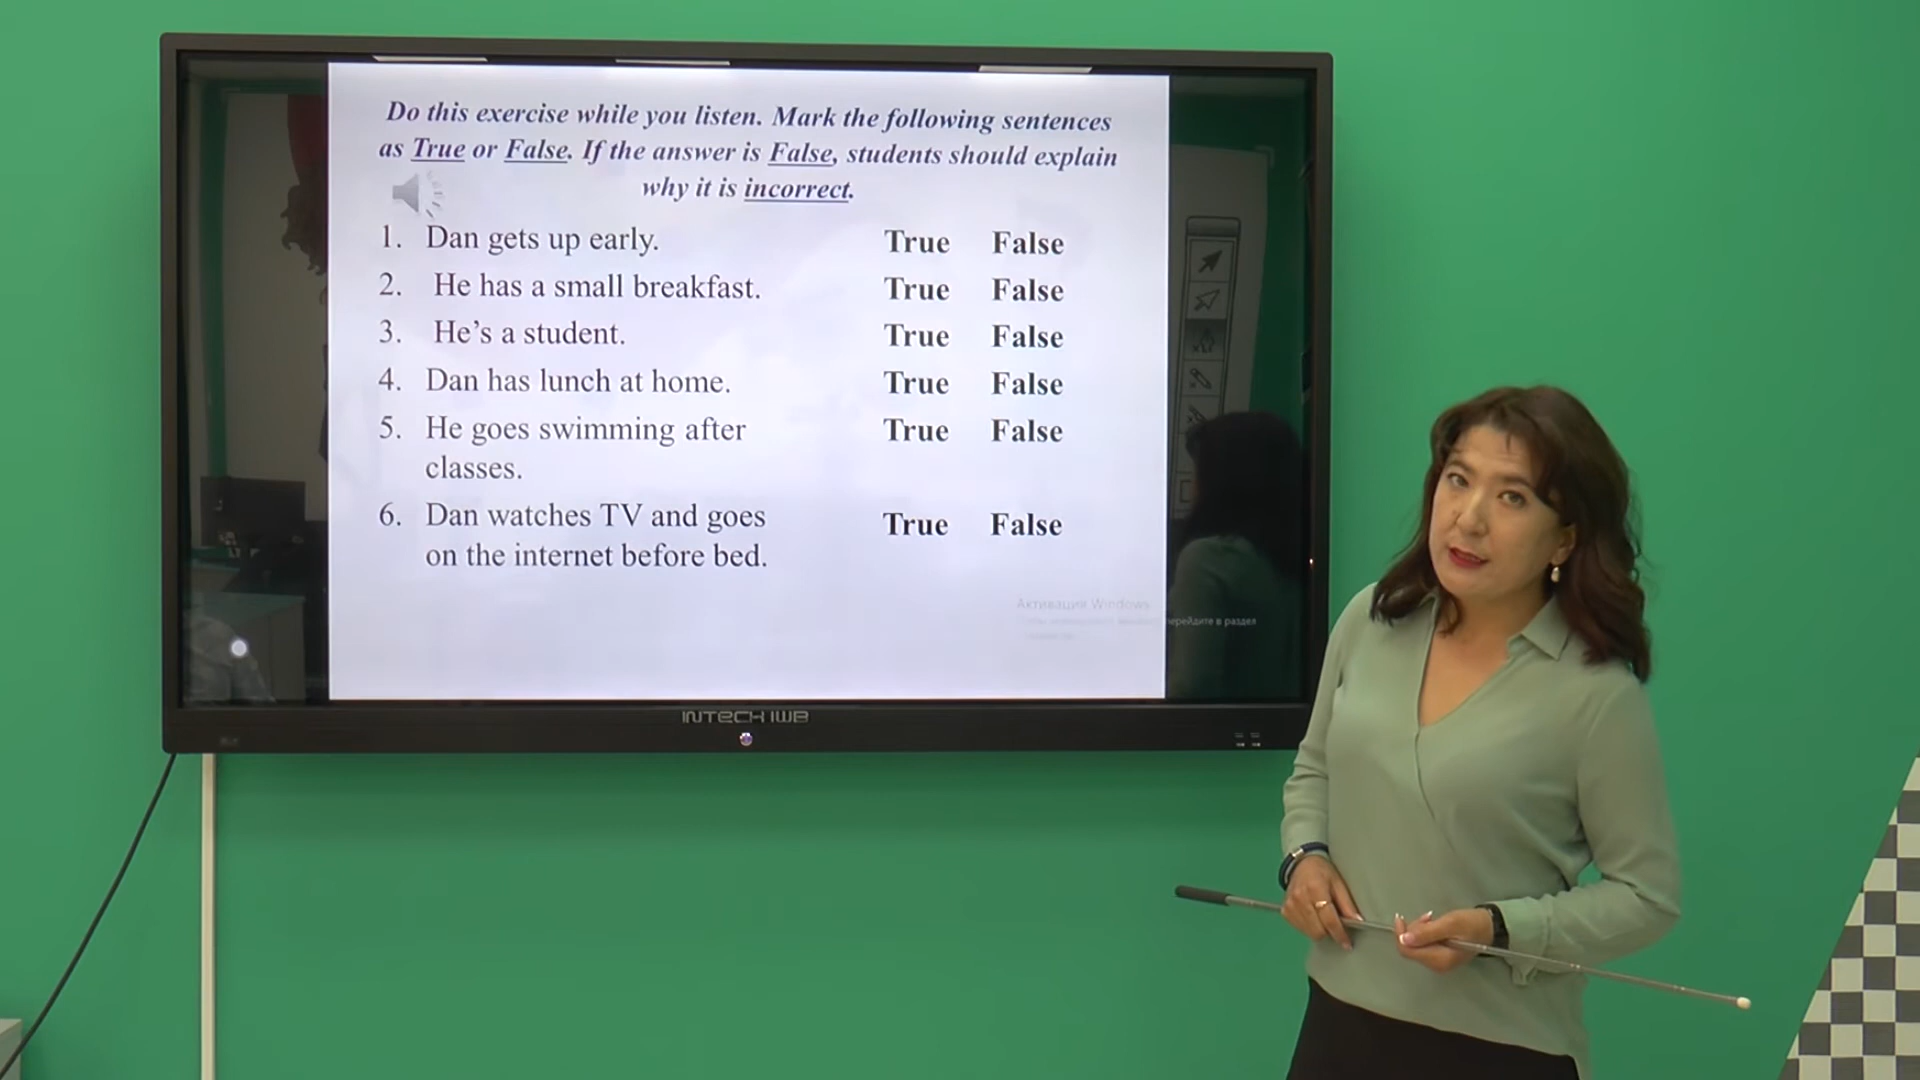 Do this exercise while you listen. Mark the following sentences
as True or False. If the answer is False, students should explain
why it is incorrect.
1. Dan gets up early. True False
2. He has a small breakfast. True False
3. He's a student. True False
4. Dan has lunch at home. True False
5. He goes swimming after True False
classes.
6. Dan watches TV and goes True False
on the internet before bed.
Активация Windows
перейдите в раздел
INTECH IWB